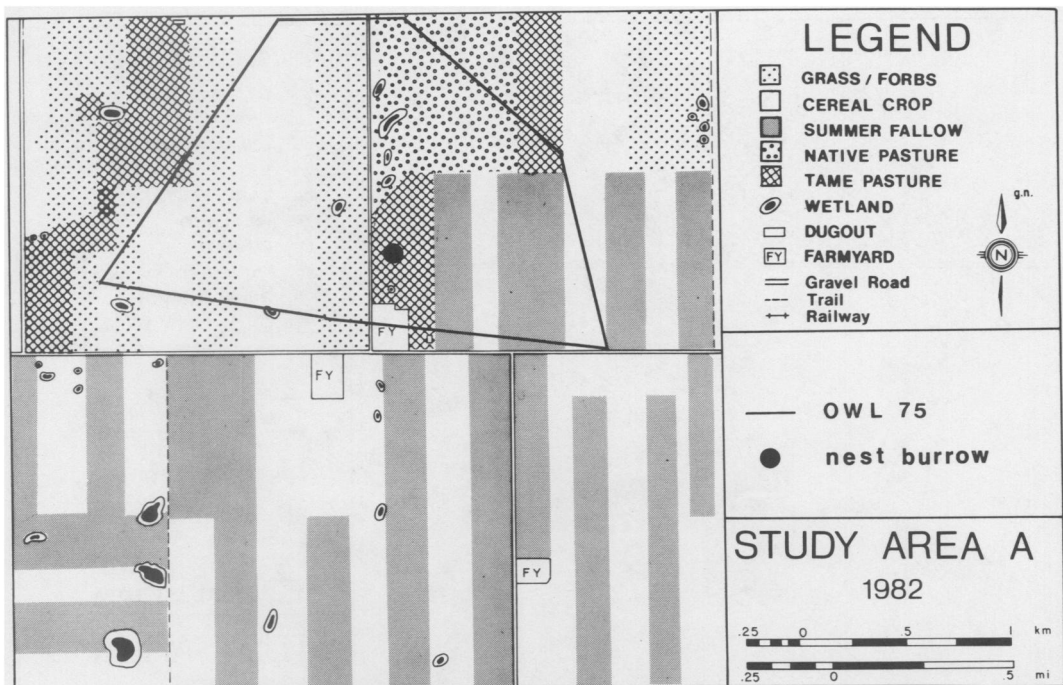 LEGEND
GRASS / FORBS
CEREAL CROP
SUMMER FALLOW
NATIVE PASTURE
TAME PASTURE
WETLAND
DUGOUT
FY FARMYARD
Gravel Road
Trail
Railway
g.n.
N
FY
FY
FY
OWL 75
nest burrow
STUDY AREA A
1982
.25 0 .5 1 km
.25 0 .5 mi